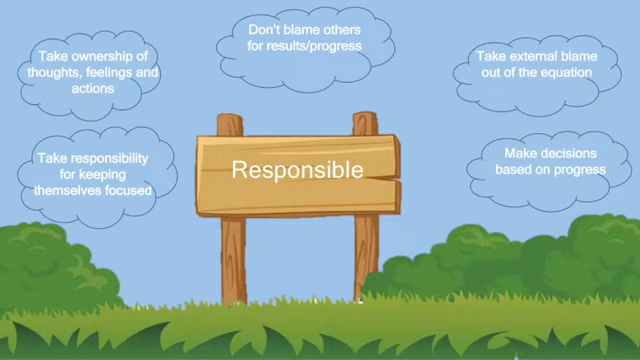 Don't blame others
for results/progress
Take ownership of
thoughts, feelings and
actions
Take external blame
out of the equation
Take responsibility
for keeping
themselves focused
Responsible
Make decisions
based on progress